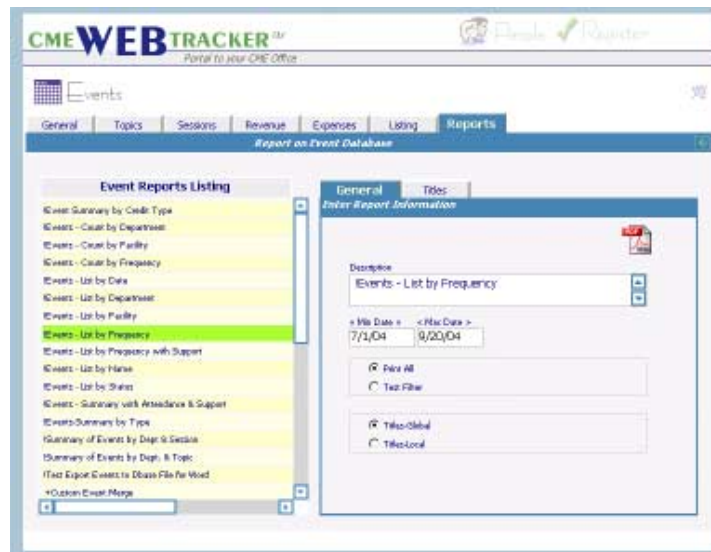 CME WEB TRACKER TM
Portal to your CME Office
People Register
Events
General Topics Sessions Revenue Expenses Listing Reports
Report on Event Database
Event Reports Listing
!Event Summary by Credit Type
!Events - Count by Department
!Events - Count by Facility
!Events - Count by Frequency
!Events - List by Date
!Events - List by Department
!Events - List by Facility
!Events - List by Frequency
!Events - List by Frequency with Support
!Events - List by Name
!Events - List by Status
!Events - Summary with Attendance & Support
!Events-Summary by Type
!Summary of Events by Dept & Session
!Summary of Events by Dept. & Topic
!Test Export Events to Dbase File for Word
+Custom Event Merge
General Titles
Enter Report Information
PDF
Description
!Events - List by Frequency
< Min Date > < Max Date >
7/1/04 9/20/04
Print All
Text Filter
Titles-Global
Titles-Local